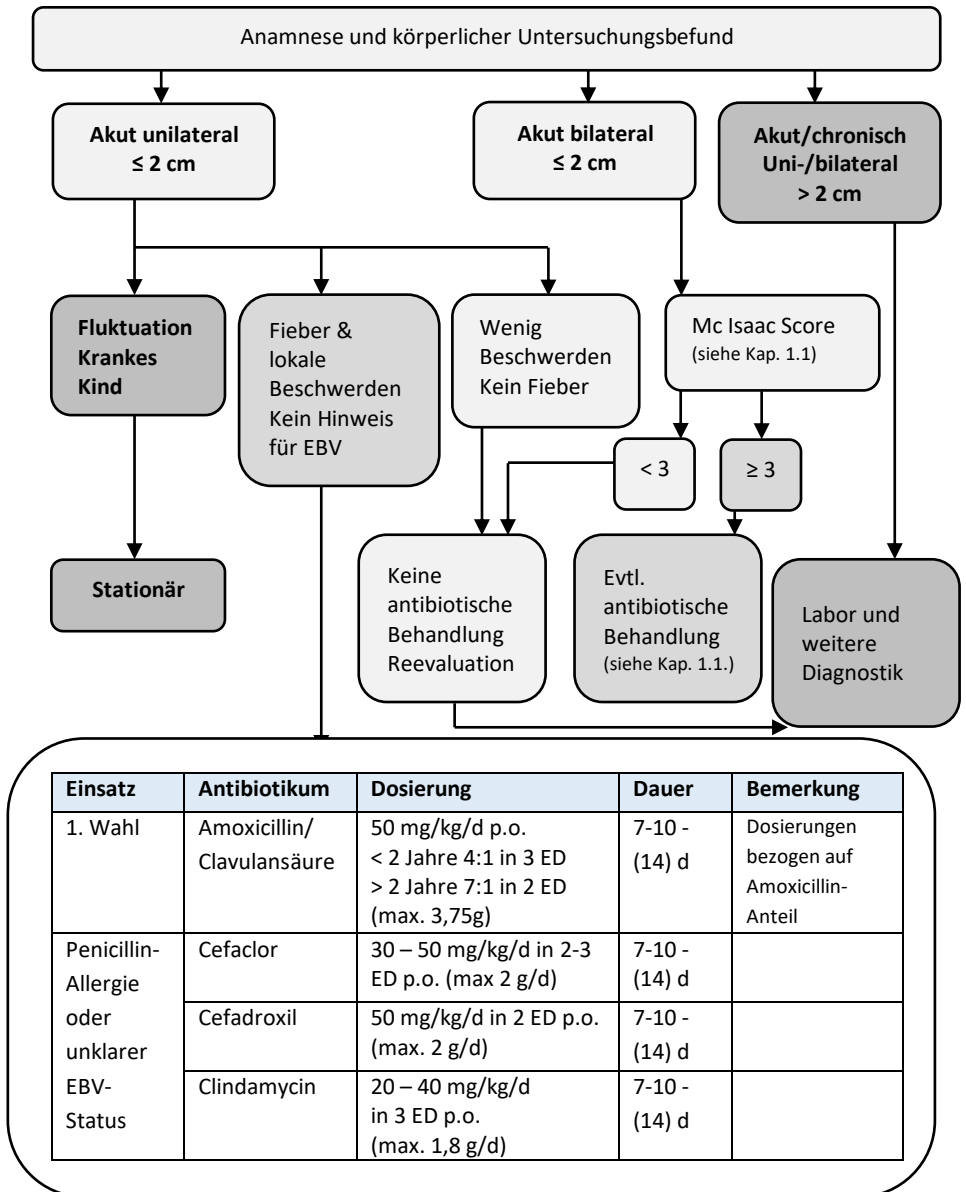 Anamnese und körperlicher Untersuchungsbefund
Akut unilateral
≤ 2 cm
Akut bilateral
≤ 2 cm
Akut/chronisch
Uni-/bilateral
> 2 cm
Fluktuation
Krankes
Kind
Fieber &
lokale
Beschwerden
Kein Hinweis
für EBV
Wenig
Beschwerden
Kein Fieber
Mc Isaac Score
(siehe Kap. 1.1)
< 3
≥ 3
Stationär
Keine
antibiotische
Behandlung
Reevaluation
Evtl.
antibiotische
Behandlung
(siehe Kap. 1.1.)
Labor und
weitere
Diagnostik
Einsatz Antibiotikum Dosierung Dauer Bemerkung
1. Wahl
Amoxicillin/
Clavulansäure
50 mg/kg/d p.o.
< 2 Jahre 4:1 in 3 ED
> 2 Jahre 7:1 in 2 ED
(max. 3,75g)
7-10 -
(14) d
Dosierungen
bezogen auf
Amoxicillin-
Anteil
Penicillin-
Allergie
oder
unklarer
EBV-
Status
Cefaclor
30 – 50 mg/kg/d in 2-3
ED p.o. (max 2 g/d)
7-10 -
(14) d
Cefadroxil
50 mg/kg/d in 2 ED p.o.
(max. 2 g/d)
7-10 -
(14) d
Clindamycin
20 – 40 mg/kg/d
in 3 ED p.o.
(max. 1,8 g/d)
7-10 -
(14) d